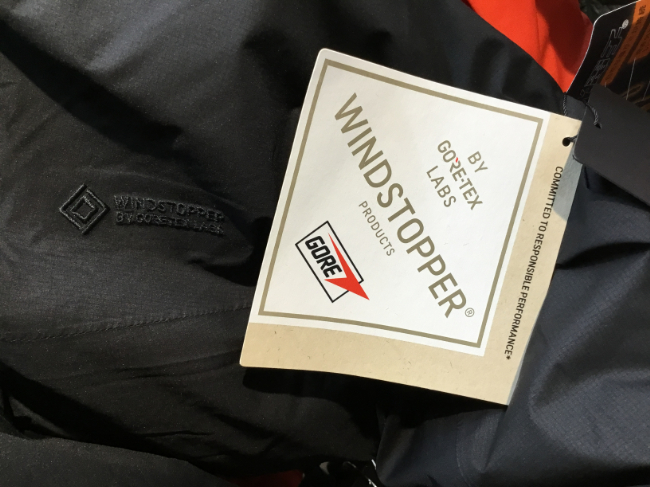 WINDSTOPPER®
PRODUCTS
BY
GORE-TEX
LABS
GORE
COMMITTED TO RESPONSIBLE PERFORMANCE*
WINDSTOPPER
BY GORE-TEX LABS